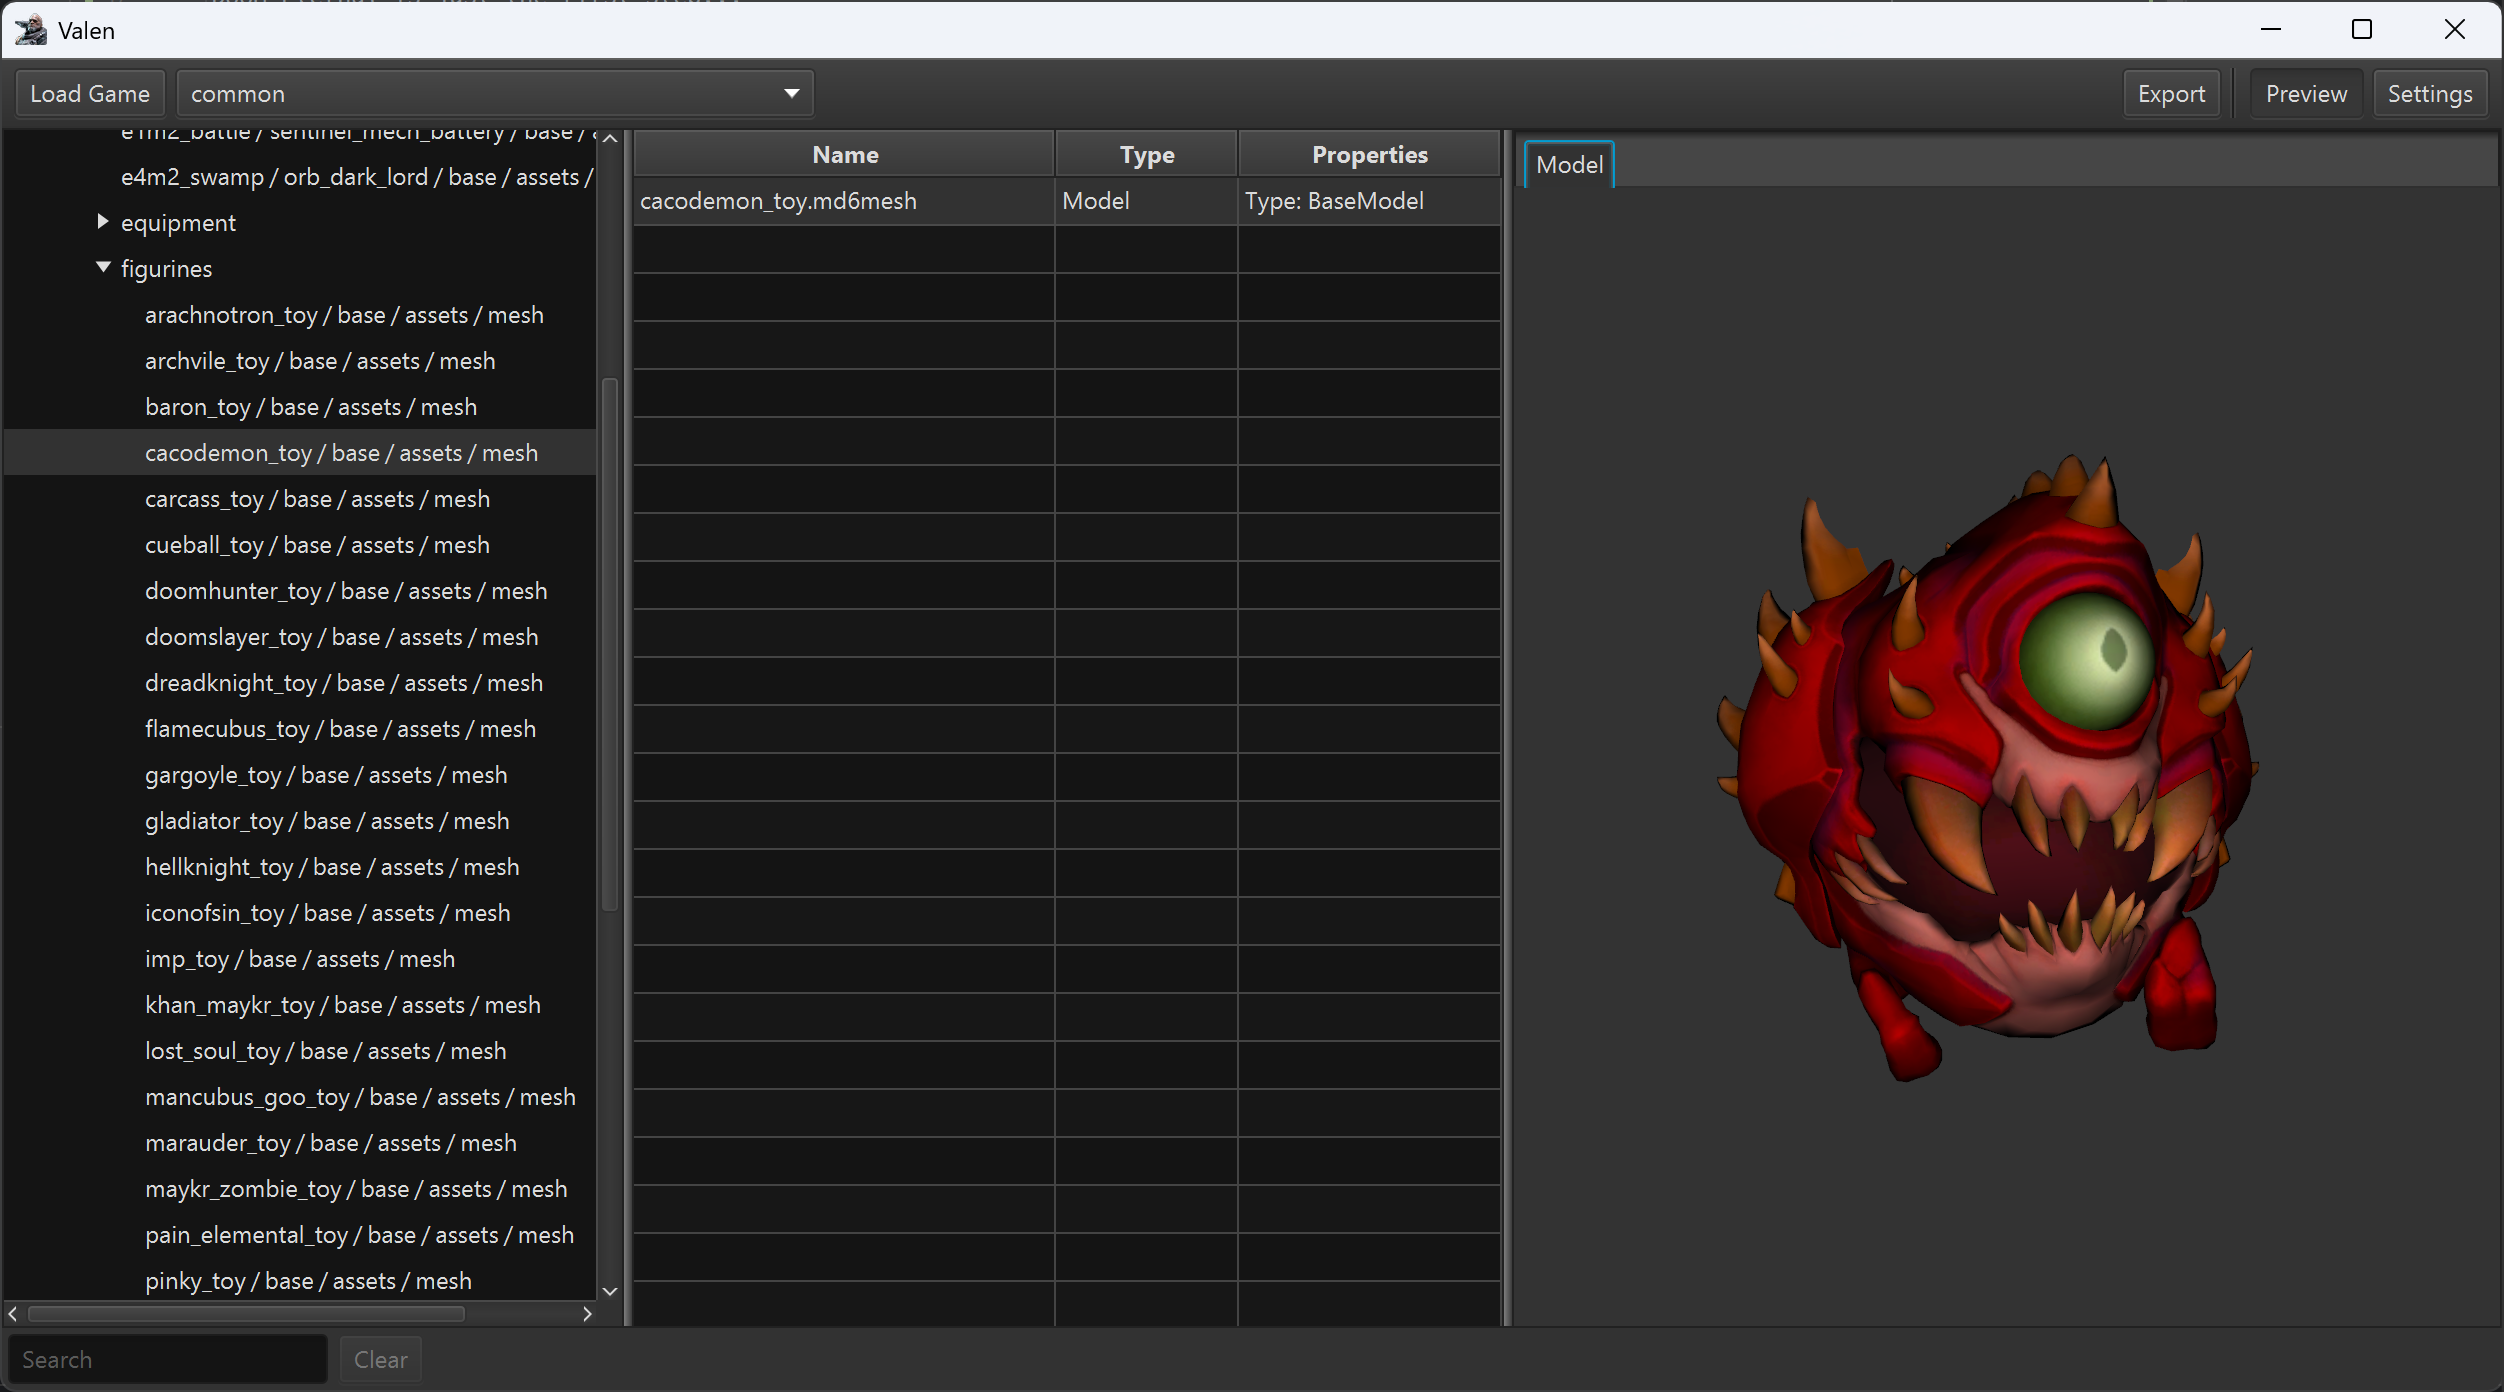 Valen
Load Game
common
Export
Preview
Settings
e1m2_battle / sentinel_mech_battery / base /
e4m2_swamp / orb_dark_lord / base / assets /
equipment
figurines
arachnotron_toy / base / assets / mesh
archvile_toy / base / assets / mesh
baron_toy / base / assets / mesh
cacodemon_toy / base / assets / mesh
carcass_toy / base / assets / mesh
cueball_toy / base / assets / mesh
doomhunter_toy / base / assets / mesh
doomslayer_toy / base / assets / mesh
dreadknight_toy / base / assets / mesh
flamecubus_toy / base / assets / mesh
gargoyle_toy / base / assets / mesh
gladiator_toy / base / assets / mesh
hellknight_toy / base / assets / mesh
iconofsin_toy / base / assets / mesh
imp_toy / base / assets / mesh
khan_maykr_toy / base / assets / mesh
lost_soul_toy / base / assets / mesh
mancubus_goo_toy / base / assets / mesh
marauder_toy / base / assets / mesh
maykr_zombie_toy / base / assets / mesh
pain_elemental_toy / base / assets / mesh
pinky_toy / base / assets / mesh
Name Type Properties
cacodemon_toy.md6mesh Model Type: BaseModel
Model
Search
Clear